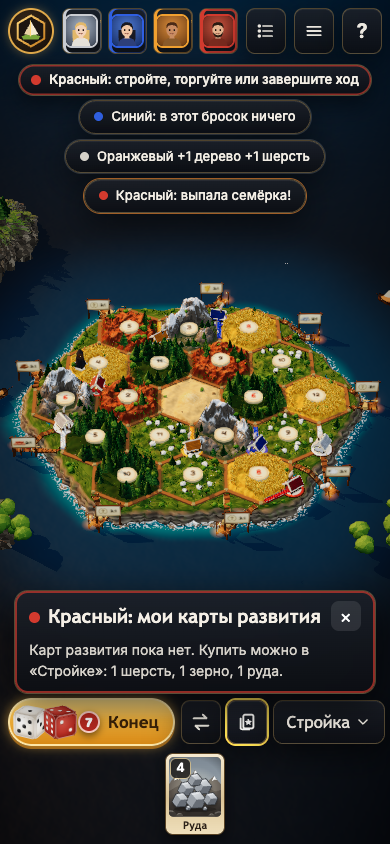 ?
Красный: стройте, торгуйте или завершите ход
Синий: в этот бросок ничего
Оранжевый +1 дерево +1 шерсть
Красный: выпала семёрка!
Красный: мои карты развития
Карт развития пока нет. Купить можно в
«Стройке»: 1 шерсть, 1 зерно, 1 руда.
7 Конец
Стройка
4
Руда